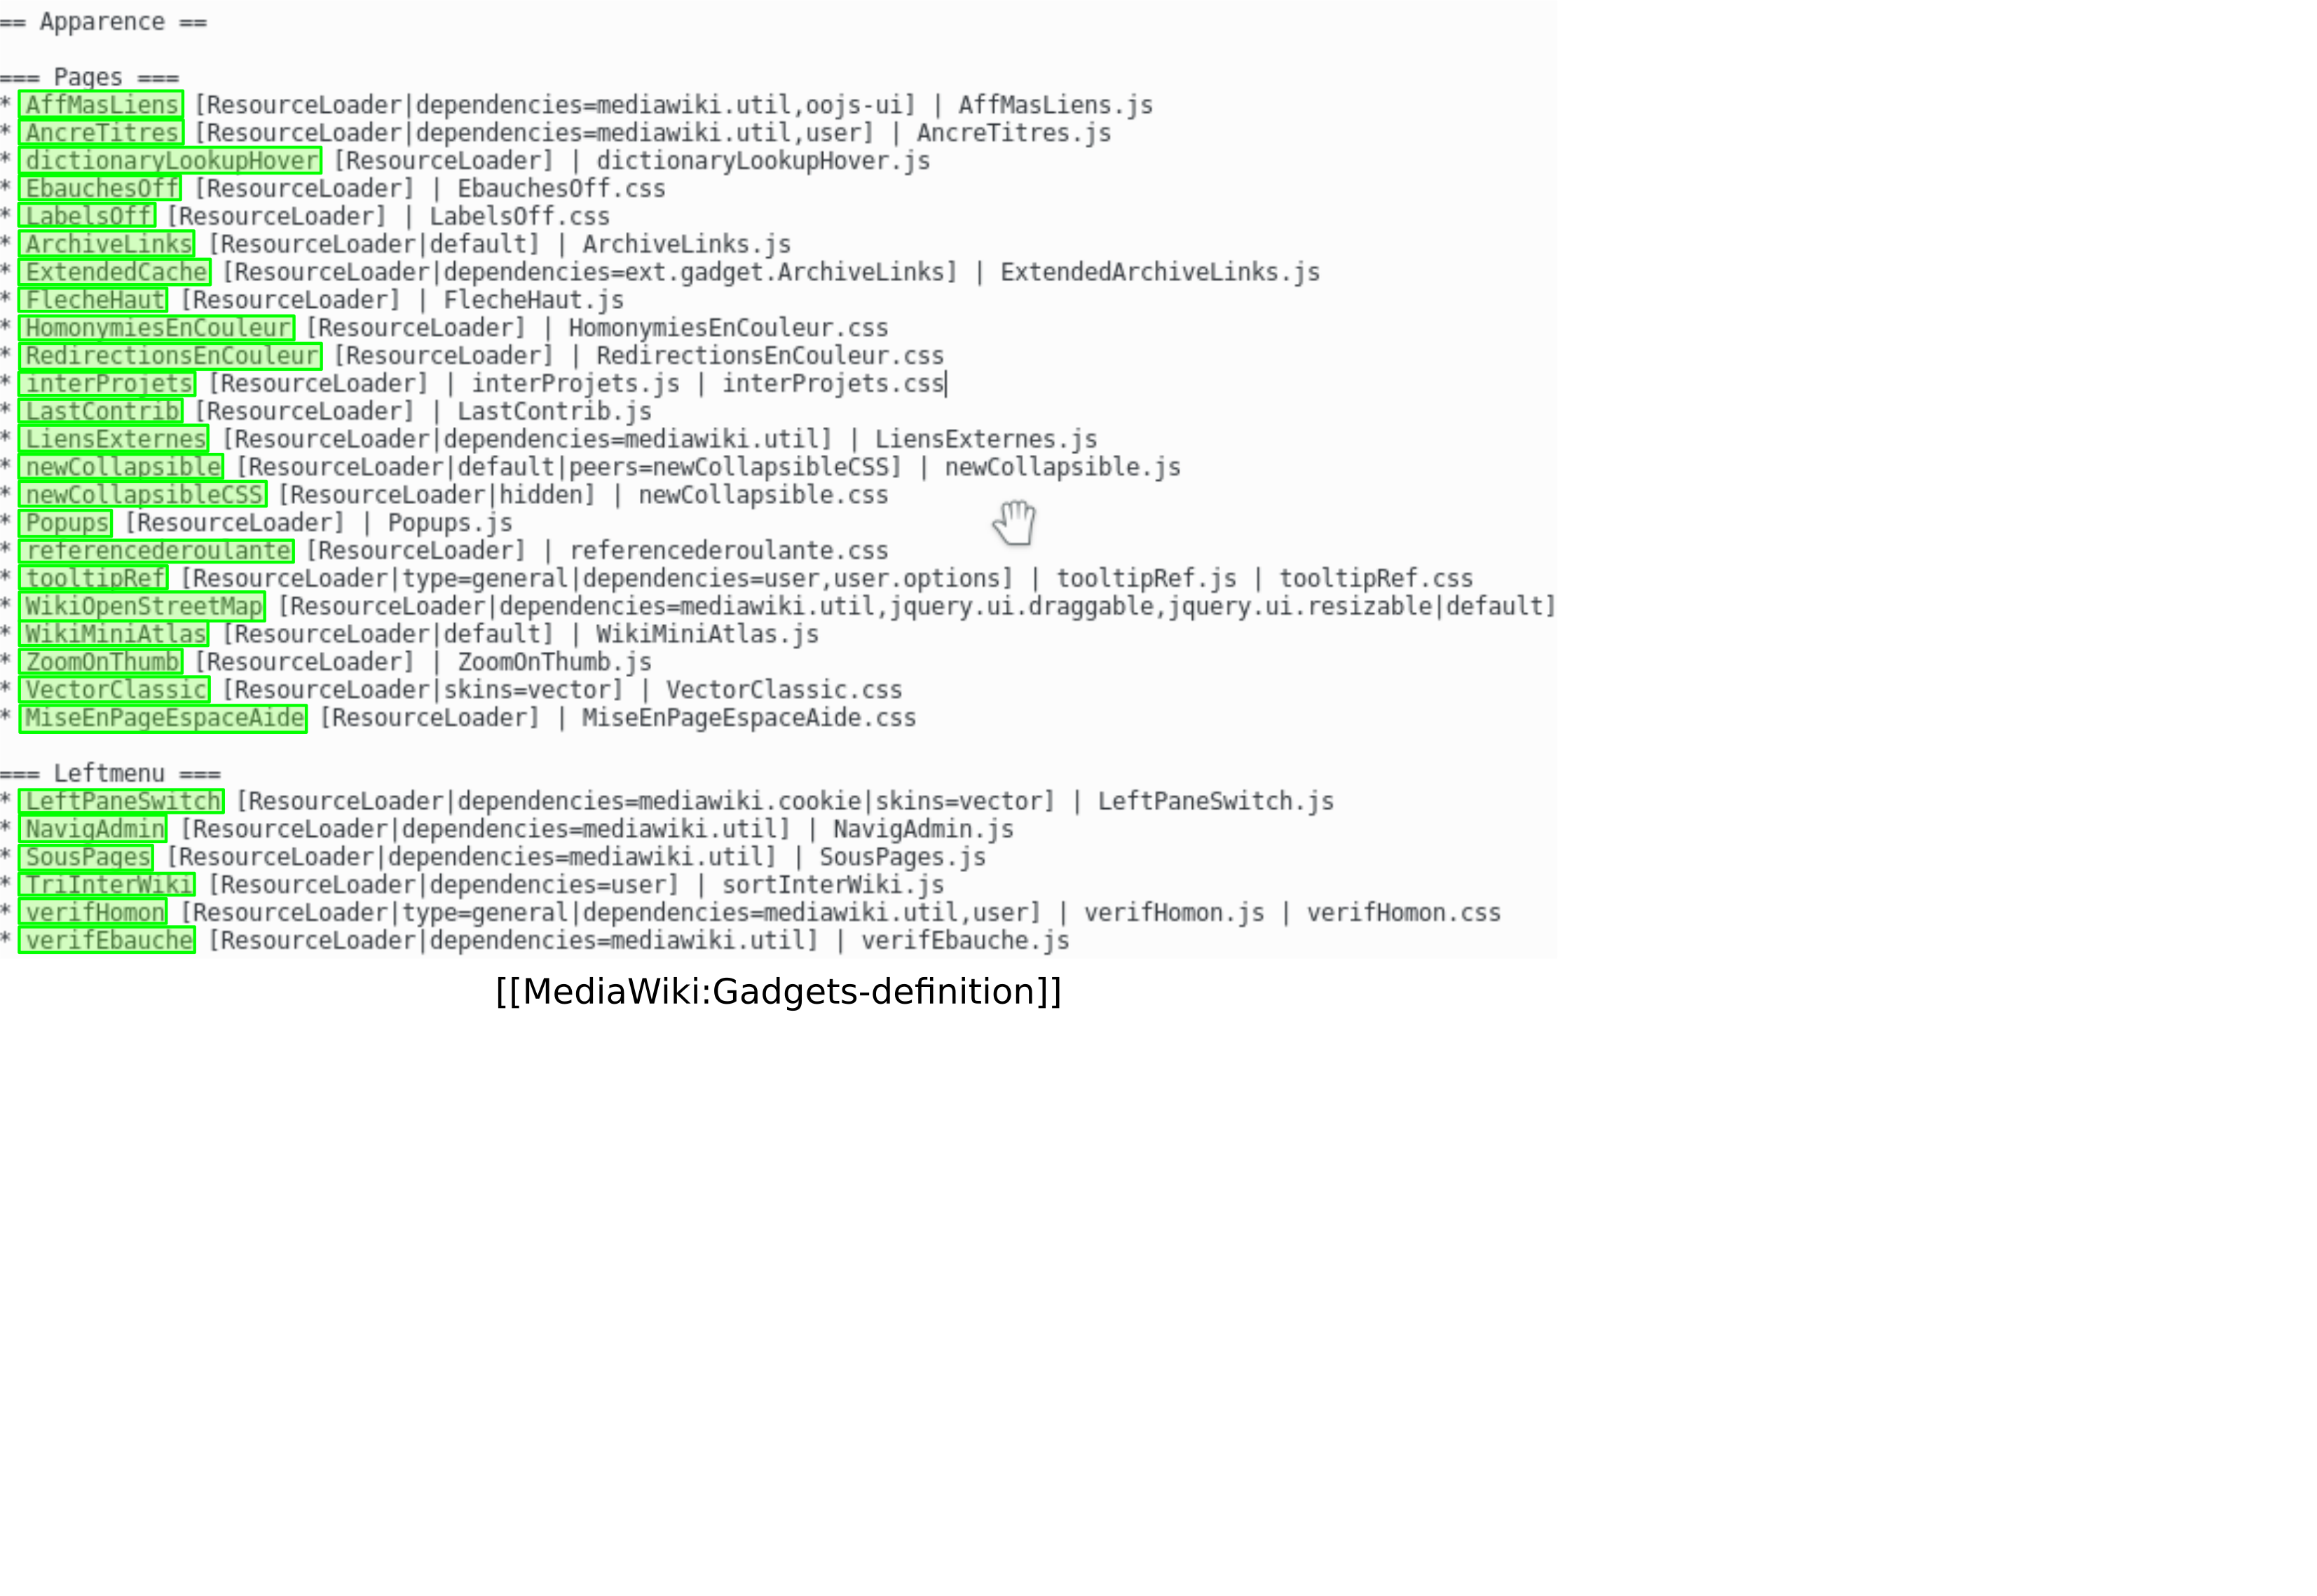 == Apparence ==
=== Pages ===
* AffMasLiens [ResourceLoader|dependencies=mediawiki.util,oojs-ui] | AffMasLiens.js
* AncreTitres [ResourceLoader|dependencies=mediawiki.util,user] | AncreTitres.js
* dictionaryLookupHover [ResourceLoader] | dictionaryLookupHover.js
* EbauchesOff [ResourceLoader] | EbauchesOff.css
* LabelsOff [ResourceLoader] | LabelsOff.css
* ArchiveLinks [ResourceLoader|default] | ArchiveLinks.js
* ExtendedCache [ResourceLoader|dependencies=ext.gadget.ArchiveLinks] | ExtendedArchiveLinks.js
* FlecheHaut [ResourceLoader] | FlecheHaut.js
* HomonymiesEnCouleur [ResourceLoader] | HomonymiesEnCouleur.css
* RedirectionsEnCouleur [ResourceLoader] | RedirectionsEnCouleur.css
* interProjets [ResourceLoader] | interProjets.js | interProjets.css
* LastContrib [ResourceLoader] | LastContrib.js
* LiensExternes [ResourceLoader|dependencies=mediawiki.util] | LiensExternes.js
* newCollapsible [ResourceLoader|default|peers=newCollapsibleCSS] | newCollapsible.js
* newCollapsibleCSS [ResourceLoader|hidden] | newCollapsible.css
* Popups [ResourceLoader] | Popups.js
* referencederoulante [ResourceLoader] | referencederoulante.css
* tooltipRef [ResourceLoader|type=general|dependencies=user,user.options] | tooltipRef.js | tooltipRef.css
* WikiOpenStreetMap [ResourceLoader|dependencies=mediawiki.util,jquery.ui.draggable,jquery.ui.resizable|default]
* WikiMiniAtlas [ResourceLoader|default] | WikiMiniAtlas.js
* ZoomOnThumb [ResourceLoader] | ZoomOnThumb.js
* VectorClassic [ResourceLoader|skins=vector] | VectorClassic.css
* MiseEnPageEspaceAide [ResourceLoader] | MiseEnPageEspaceAide.css
=== Leftmenu ===
* LeftPaneSwitch [ResourceLoader|dependencies=mediawiki.cookie|skins=vector] | LeftPaneSwitch.js
* NavigAdmin [ResourceLoader|dependencies=mediawiki.util] | NavigAdmin.js
* SousPages [ResourceLoader|dependencies=mediawiki.util] | SousPages.js
* TriInterWiki [ResourceLoader|dependencies=user] | sortInterWiki.js
* verifHomon [ResourceLoader|type=general|dependencies=mediawiki.util,user] | verifHomon.js | verifHomon.css
* verifEbauche [ResourceLoader|dependencies=mediawiki.util] | verifEbauche.js
[[MediaWiki:Gadgets-definition]]